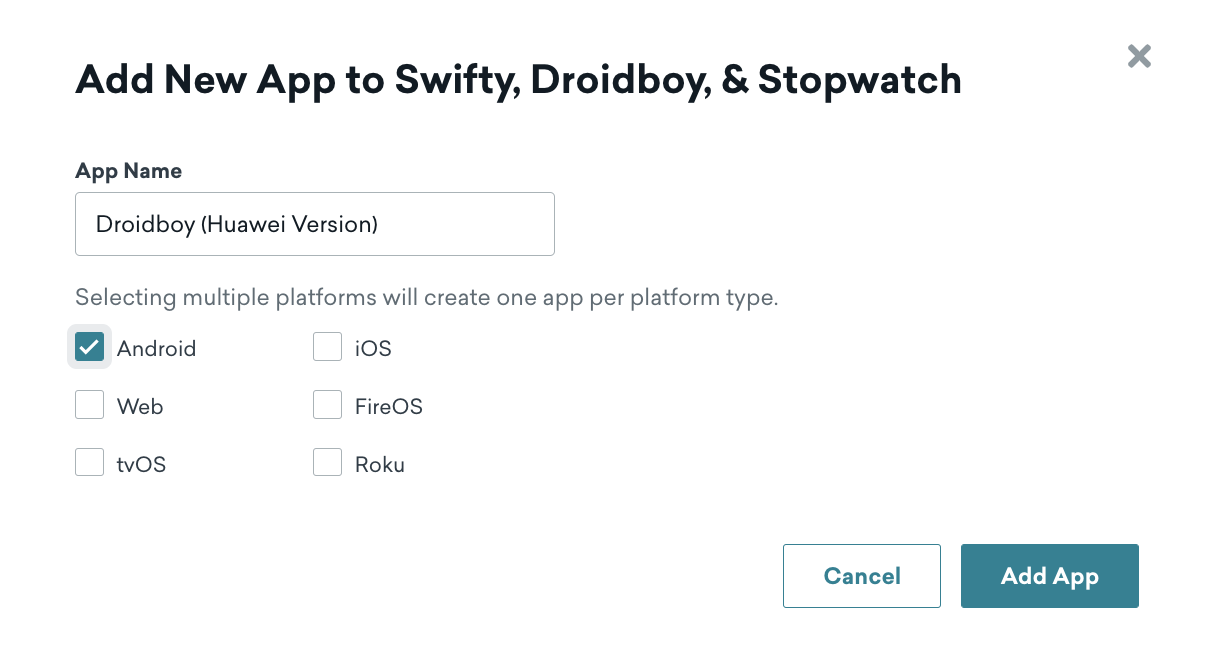 Add New App to Swifty, Droidboy, & Stopwatch
App Name
Droidboy (Huawei Version)
Selecting multiple platforms will create one app per platform type.
Android
iOS
Web
FireOS
tvOS
Roku
Cancel
Add App